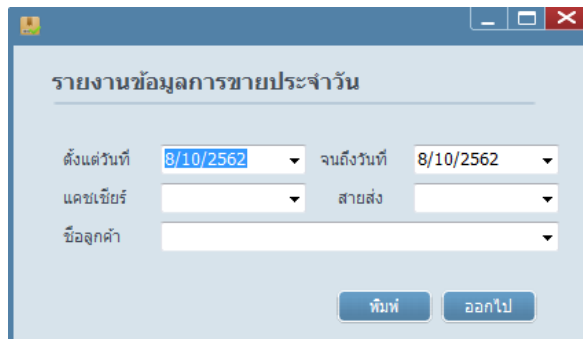 รายงานข้อมูลการขายประจำวัน
ตั้งแต่วันที่ 8/10/2562 จนถึงวันที่ 8/10/2562
แคชเชียร์ สายส่ง
ชื่อลูกค้า
พิมพ์ ออกไป